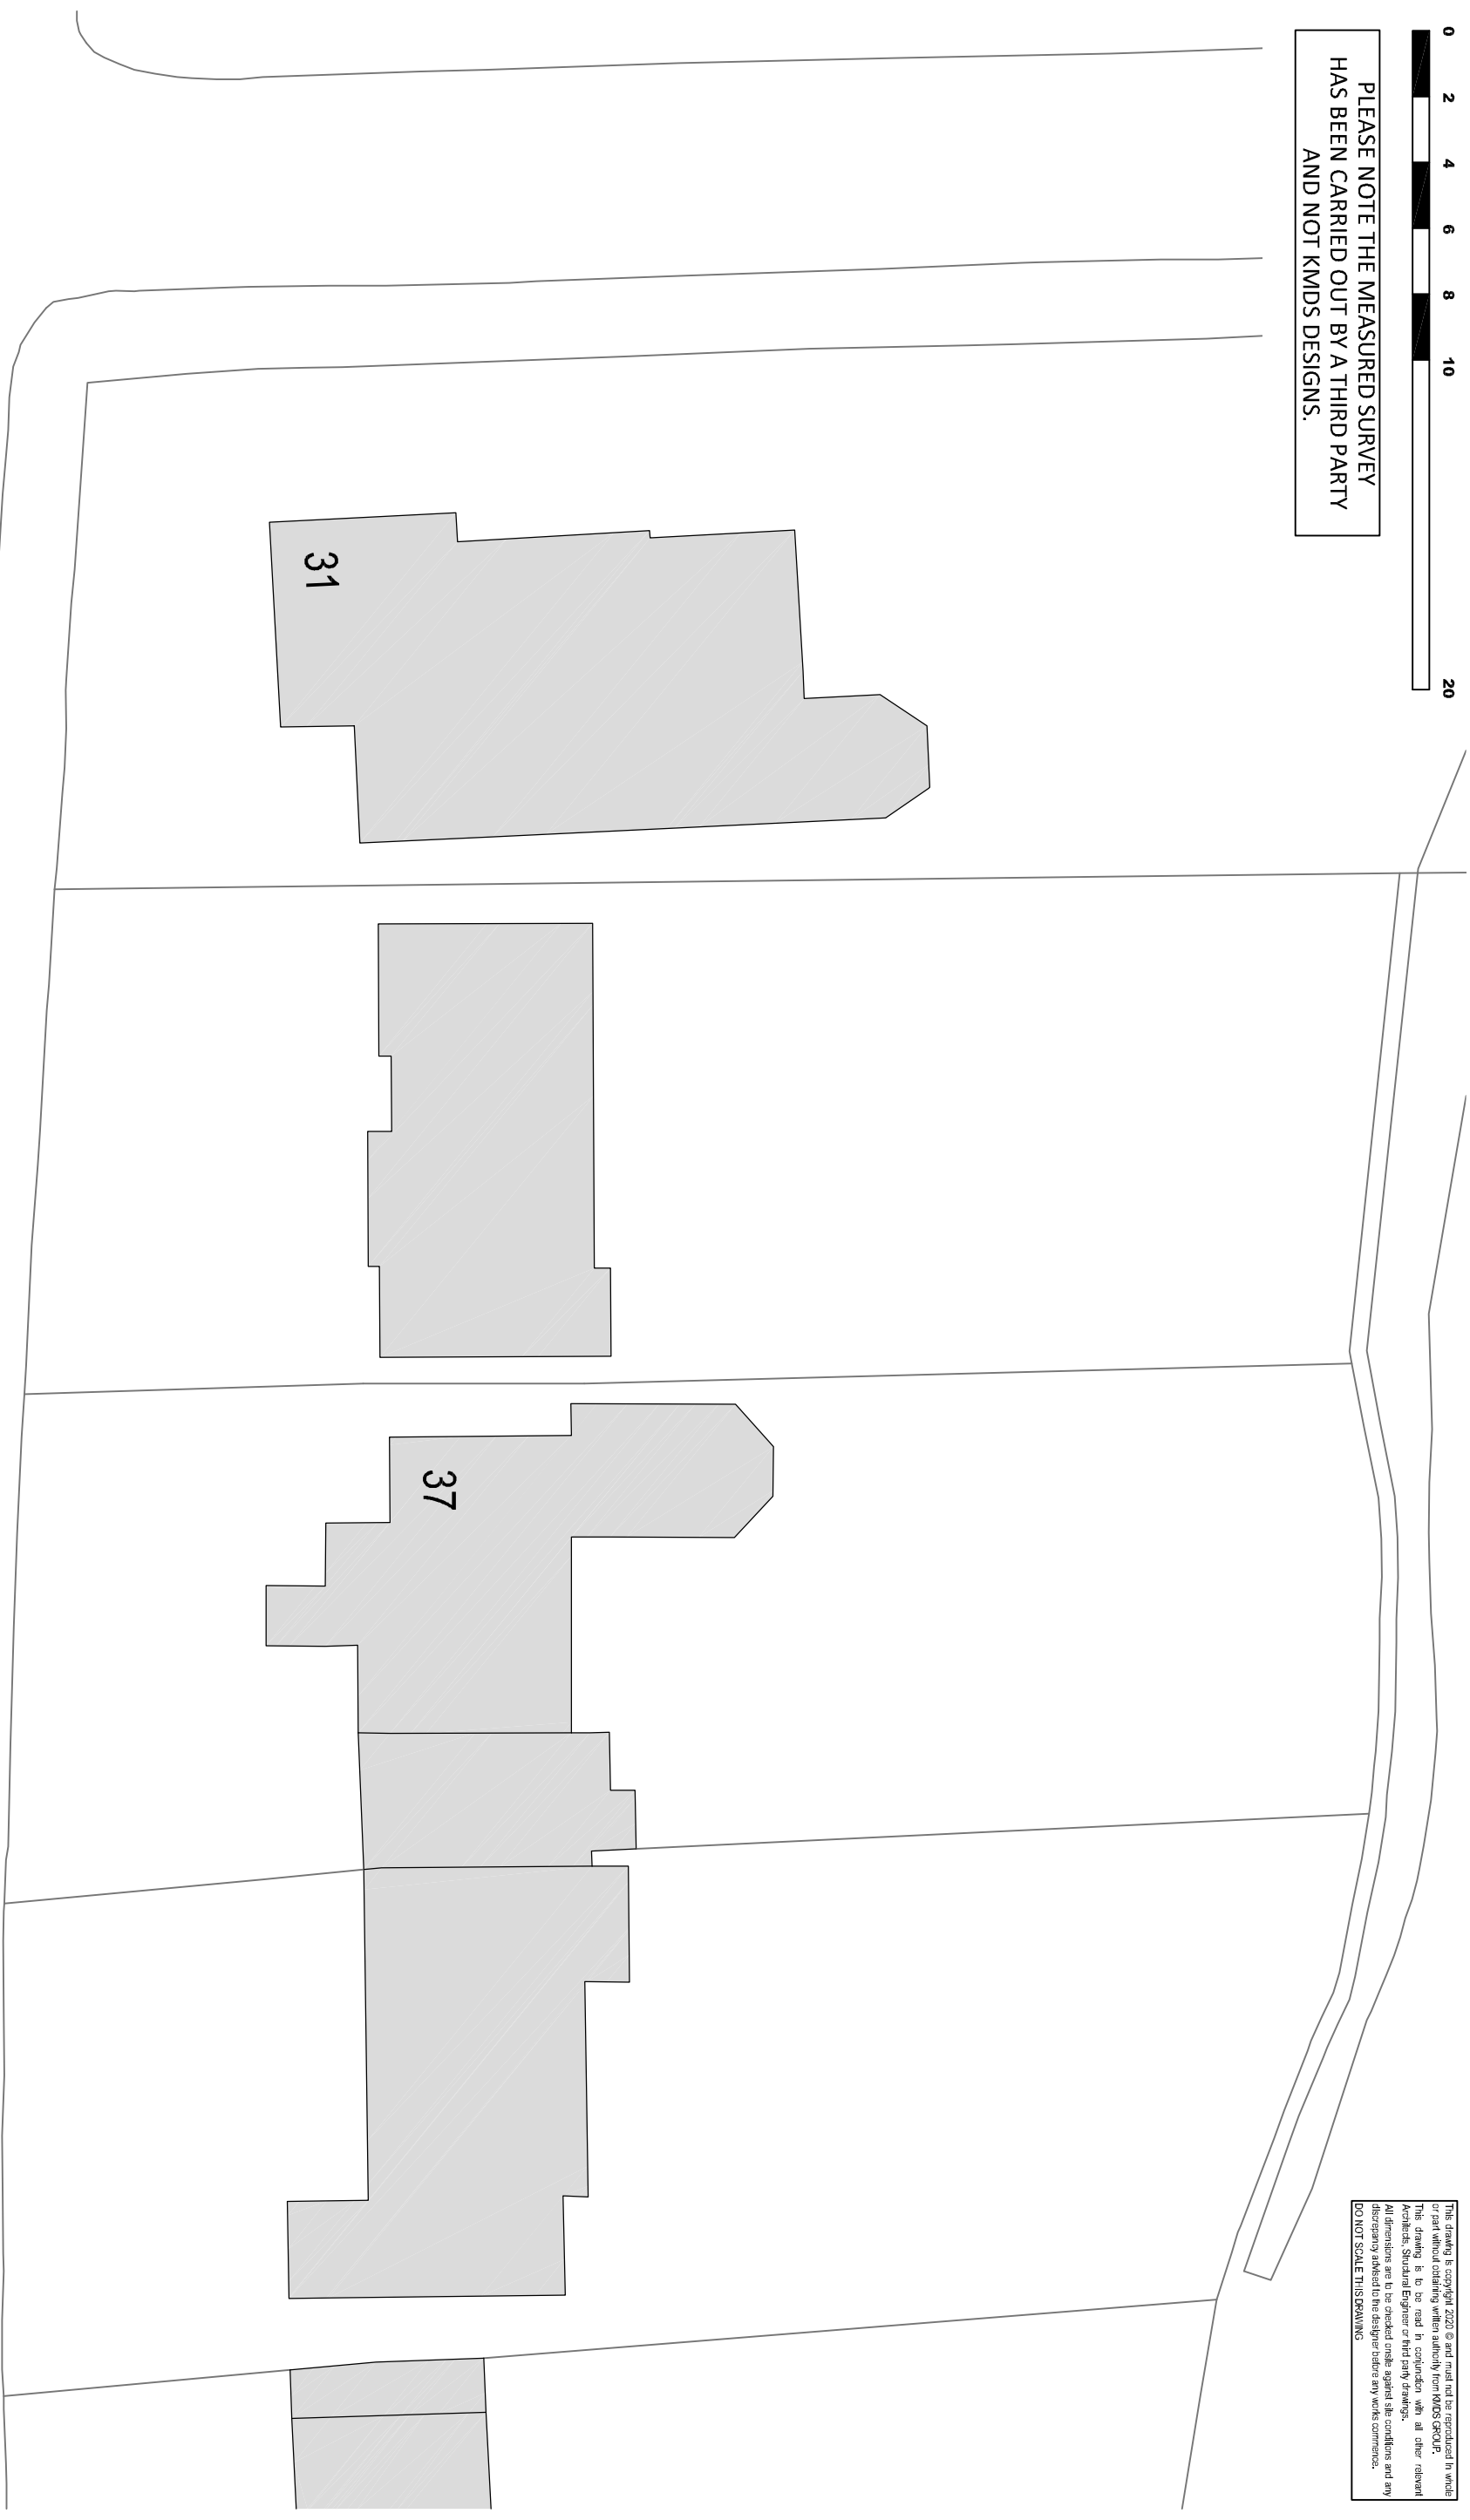 0 2 4 6 8 10 20
PLEASE NOTE THE MEASURED SURVEY
HAS BEEN CARRIED OUT BY A THIRD PARTY
AND NOT KMDS DESIGNS.
This drawing is copyright 2020 © and must not be reproduced in whole
or part without obtaining written authority from KMDS GROUP.
This drawing is to be read in conjunction with all other relevant
Architects, Structural Engineer or third party drawings.
All dimensions are to be checked onsite against site conditions and any
discrepancy advised to the designer before any works commence.
DO NOT SCALE THIS DRAWING
31
37